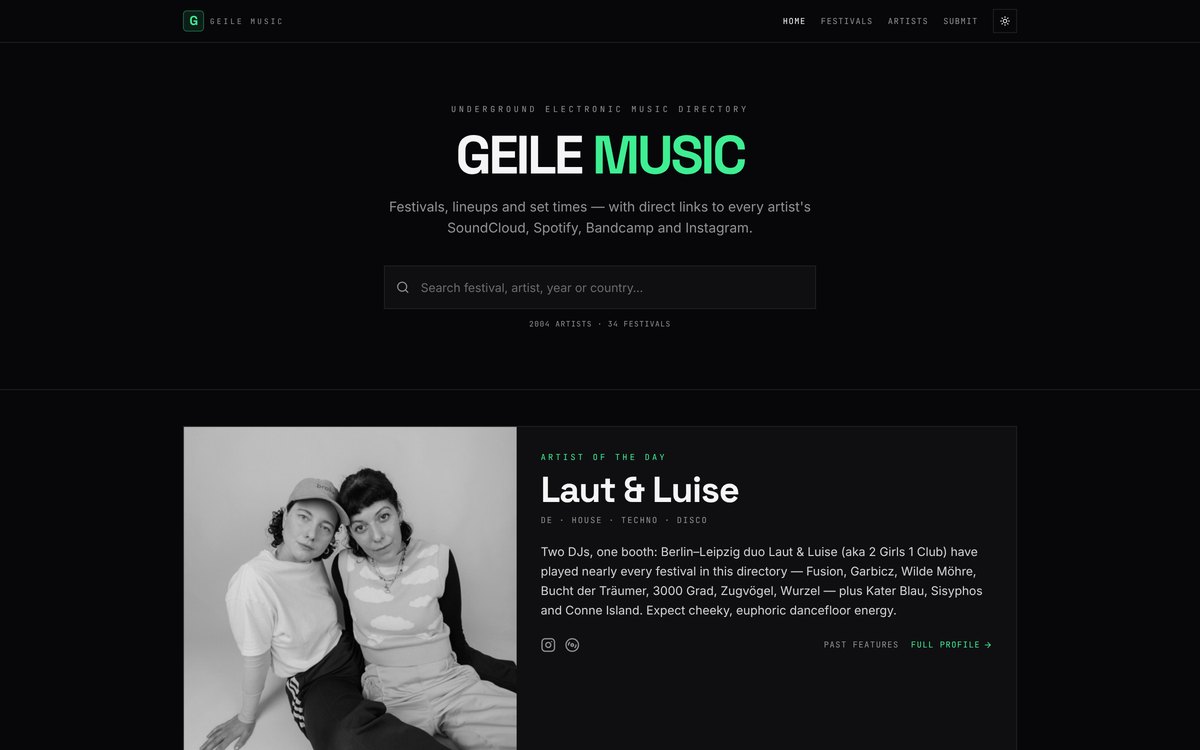 G GEILE MUSIC
HOME FESTIVALS ARTISTS SUBMIT
UNDERGROUND ELECTRONIC MUSIC DIRECTORY
GEILE MUSIC
Festivals, lineups and set times — with direct links to every artist's
SoundCloud, Spotify, Bandcamp and Instagram.
Search festival, artist, year or country...
2004 ARTISTS · 34 FESTIVALS
ARTIST OF THE DAY
Laut & Luise
DE · HOUSE · TECHNO · DISCO
Two DJs, one booth: Berlin–Leipzig duo Laut & Luise (aka 2 Girls 1 Club) have
played nearly every festival in this directory — Fusion, Garbicz, Wilde Möhre,
Bucht der Träumer, 3000 Grad, Zugvögel, Wurzel — plus Kater Blau, Sisyphos
and Conne Island. Expect cheeky, euphoric dancefloor energy.
PAST FEATURES FULL PROFILE →